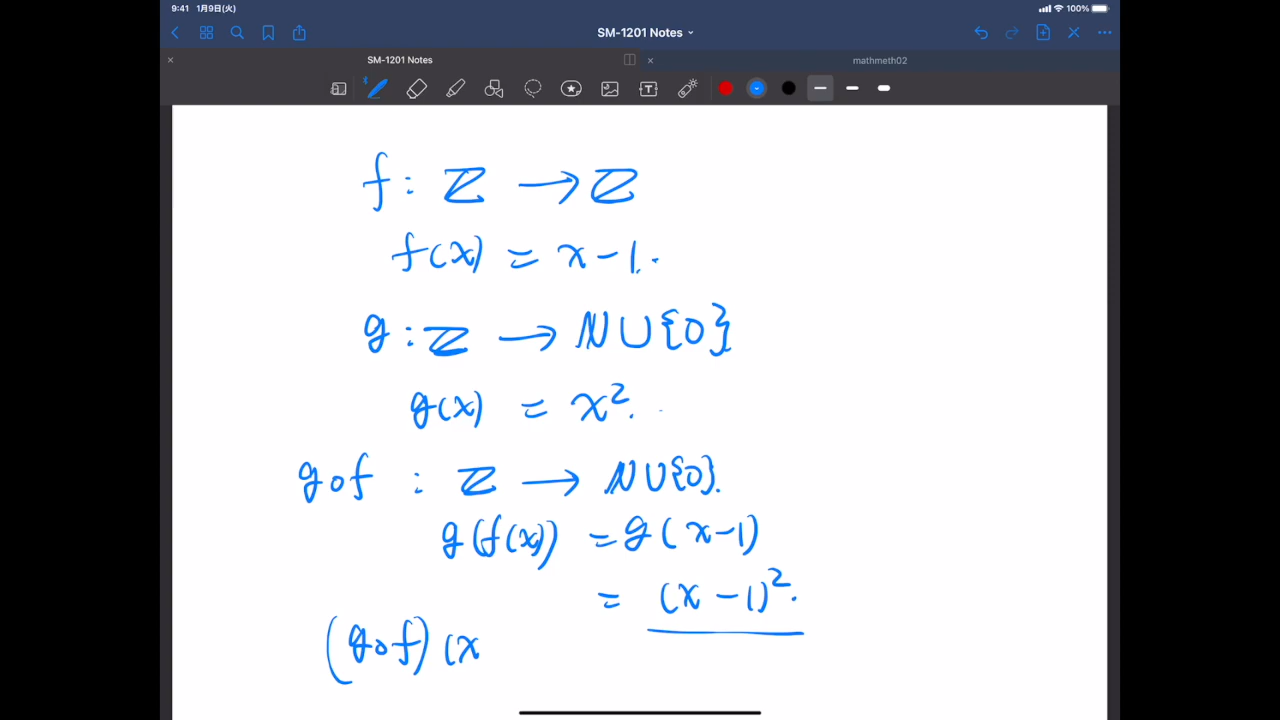 9:41 1月9日(火) 100%
SM-1201 Notes
SM-1201 Notes mathmeth02
f : ℤ → ℤ
f(x) = x - 1.
g : ℤ → ℕ ∪ {0}
g(x) = x².
g∘f : ℤ → ℕ ∪ {0}.
g(f(x)) = g(x-1)
= (x-1)².
(g∘f)(x